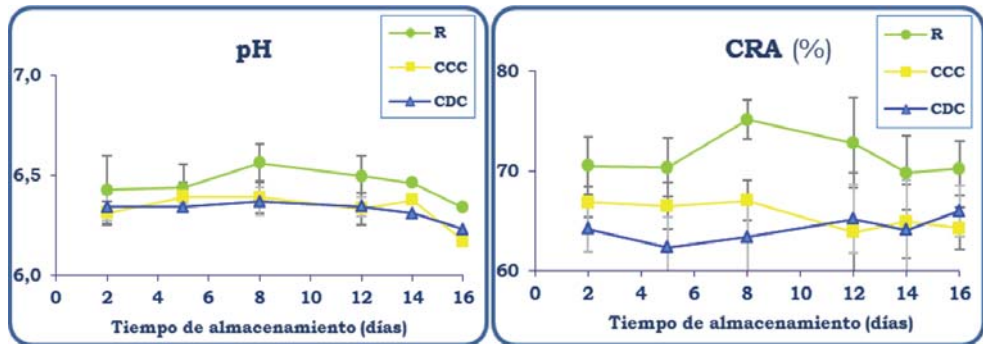 pH
R
CCC
CDC
7,0
6,5
6,0
0 2 4 6 8 10 12 14 16
Tiempo de almacenamiento (días)
CRA (%)
R
CCC
CDC
80
70
60
0 2 4 6 8 10 12 14 16
Tiempo de almacenamiento (días)